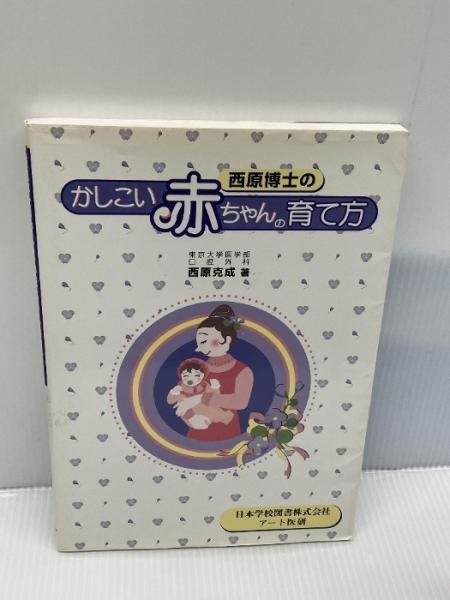 西原博士の
かしこい赤ちゃんの育て方
東京大学医学部
口腔外科
西原克成 著
日本学校図書株式会社
アート医研